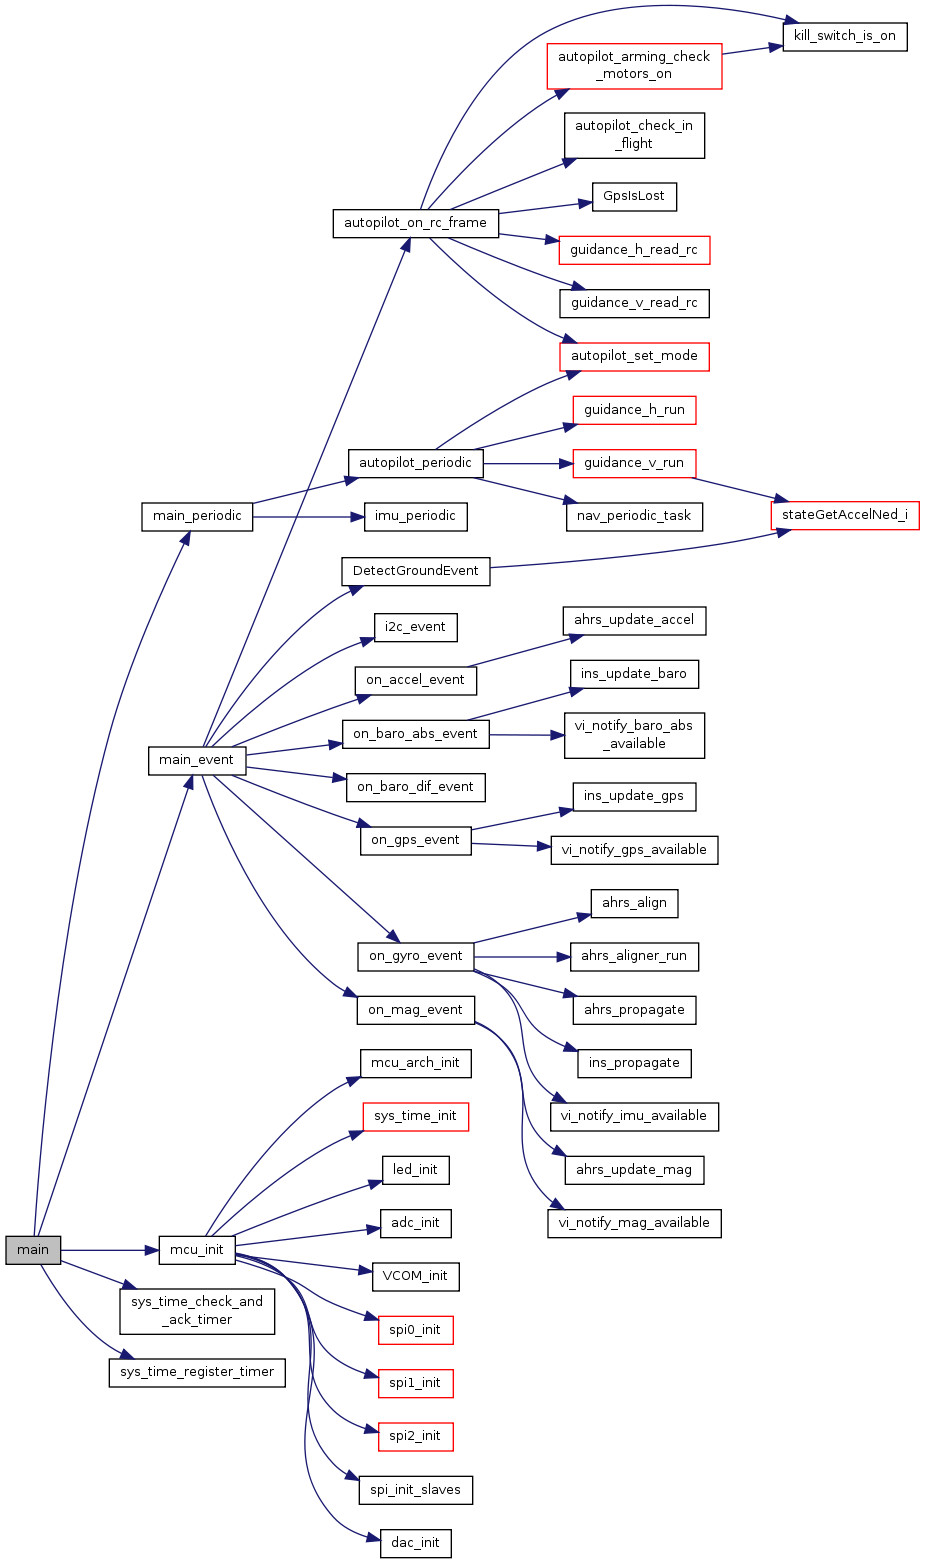 kill_switch_is_on
autopilot_arming_check
_motors_on
autopilot_check_in
_flight
GpsIsLost
autopilot_on_rc_frame
guidance_h_read_rc
guidance_v_read_rc
autopilot_set_mode
guidance_h_run
autopilot_periodic
guidance_v_run
main_periodic
imu_periodic
nav_periodic_task
stateGetAccelNed_i
DetectGroundEvent
i2c_event
ahrs_update_accel
on_accel_event
ins_update_baro
on_baro_abs_event
vi_notify_baro_abs
_available
main_event
on_baro_dif_event
ins_update_gps
on_gps_event
vi_notify_gps_available
ahrs_align
on_gyro_event
ahrs_aligner_run
on_mag_event
ahrs_propagate
mcu_arch_init
ins_propagate
sys_time_init
vi_notify_imu_available
led_init
ahrs_update_mag
adc_init
vi_notify_mag_available
main
mcu_init
VCOM_init
sys_time_check_and
_ack_timer
spi0_init
sys_time_register_timer
spi1_init
spi2_init
spi_init_slaves
dac_init